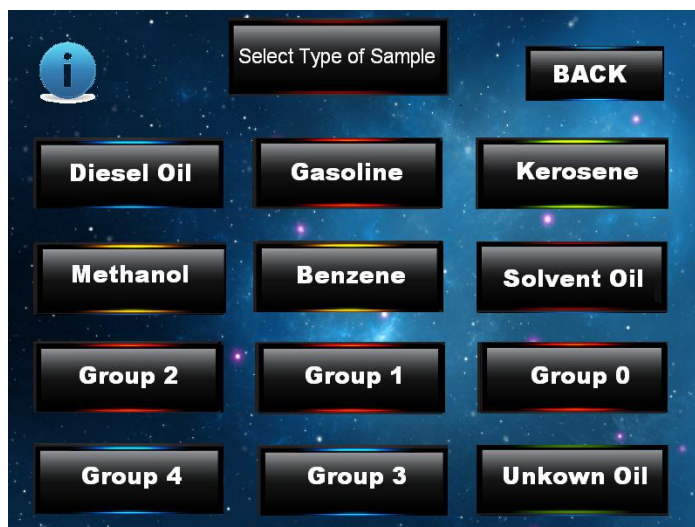 i
Select Type of Sample
BACK
Diesel Oil
Gasoline
Kerosene
Methanol
Benzene
Solvent Oil
Group 2
Group 1
Group 0
Group 4
Group 3
Unkown Oil